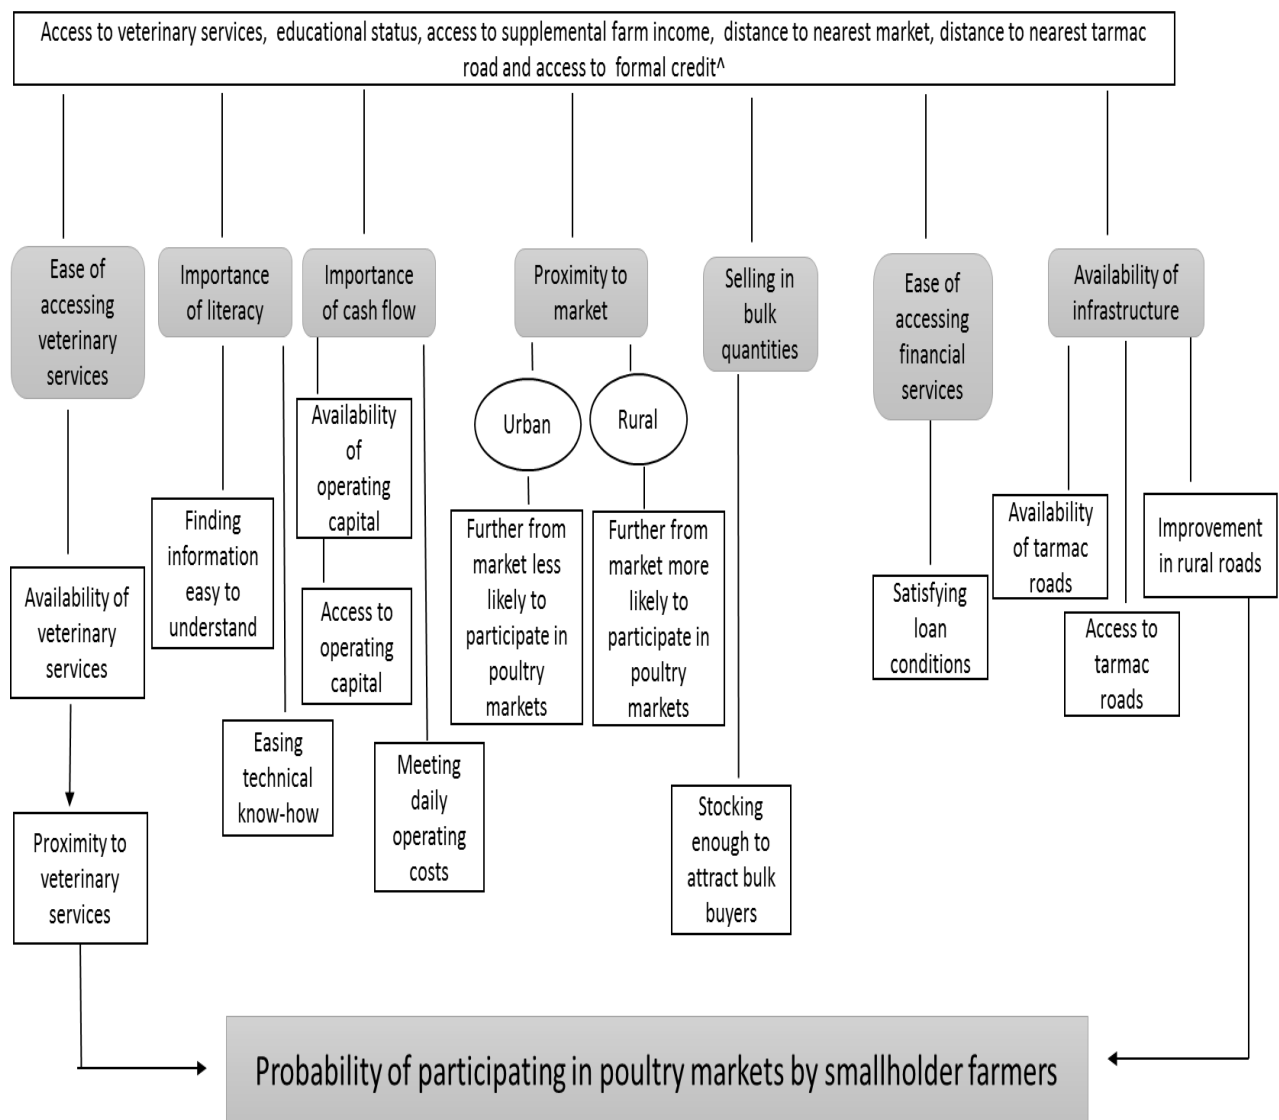 Access to veterinary services, educational status, access to supplemental farm income, distance to nearest market, distance to nearest tarmac
road and access to formal credit^
Ease of
accessing
veterinary
services
Importance
of literacy
Importance
of cash flow
Proximity to
market
Selling in
bulk
quantities
Ease of
accessing
financial
services
Availability of
infrastructure
Urban
Rural
Availability
of
operating
capital
Finding
information
easy to
understand
Further from
market less
likely to
participate in
poultry
markets
Further from
market more
likely to
participate in
poultry
markets
Availability
of tarmac
roads
Improvement
in rural roads
Availability of
veterinary
services
Access to
operating
capital
Satisfying
loan
conditions
Access to
tarmac
roads
Easing
technical
know-how
Meeting
daily
operating
costs
Stocking
enough to
attract bulk
buyers
Proximity to
veterinary
services
Probability of participating in poultry markets by smallholder farmers